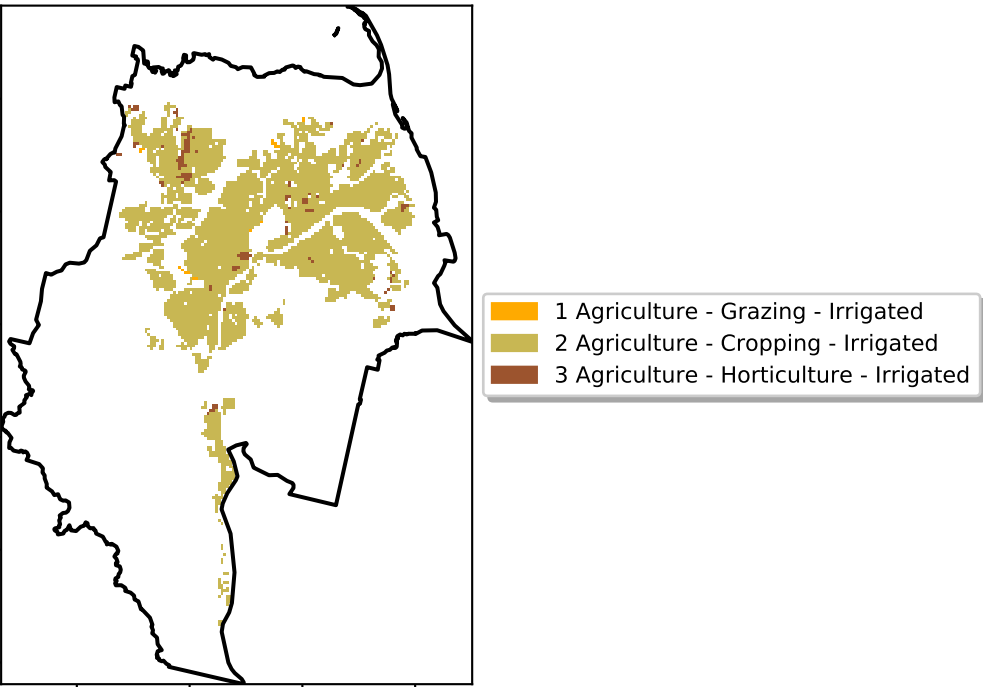 1 Agriculture - Grazing - Irrigated
2 Agriculture - Cropping - Irrigated
3 Agriculture - Horticulture - Irrigated